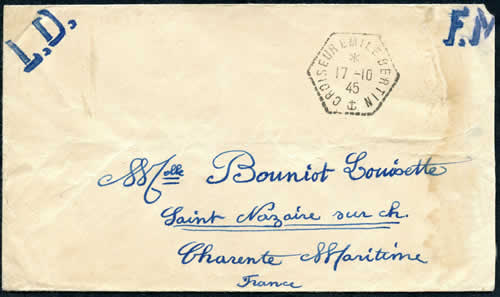 I.D.
F.M
CROISEUR EMILE BERTIN
*
17-10
45
Melle Bouniot Louisette
Saint Nazaire sur ch.
Charente Maritime
France